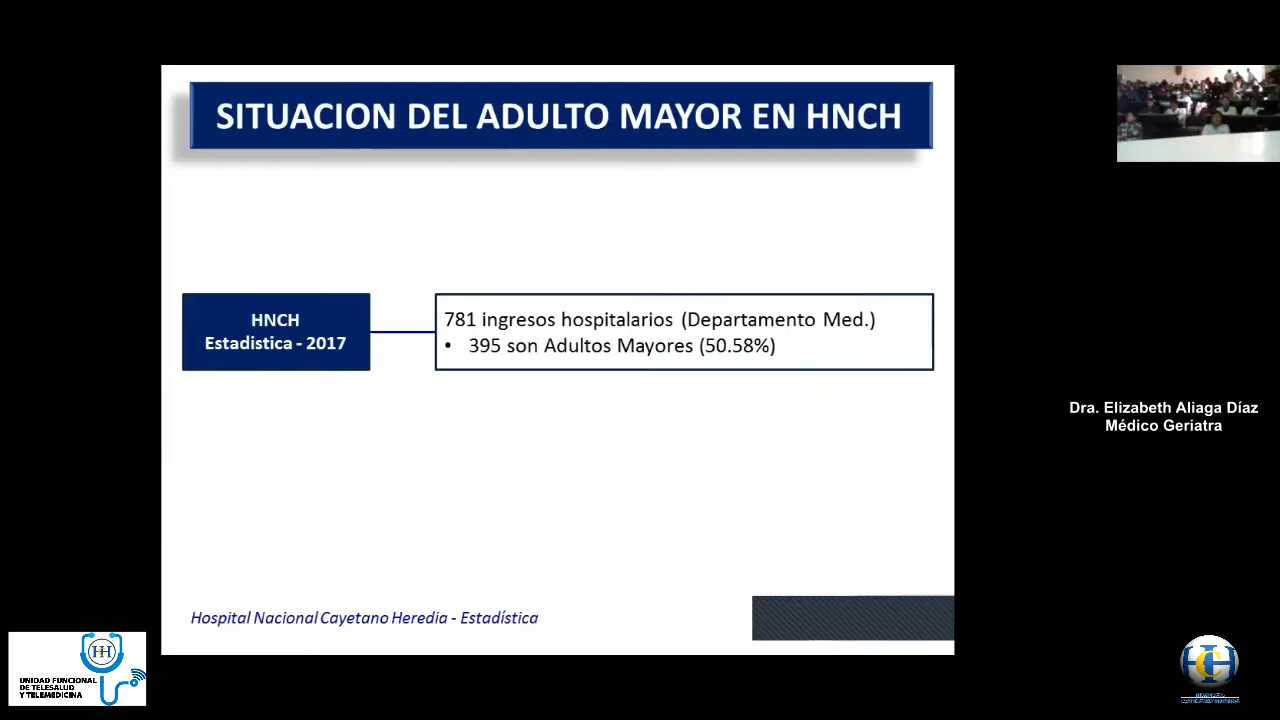 SITUACION DEL ADULTO MAYOR EN HNCH
HNCH
Estadistica - 2017
781 ingresos hospitalarios (Departamento Med.)
• 395 son Adultos Mayores (50.58%)
Hospital Nacional Cayetano Heredia - Estadística
Dra. Elizabeth Aliaga Díaz
Médico Geriatra
HH
UNIDAD FUNCIONAL
DE TELESALUD
Y TELEMEDICINA